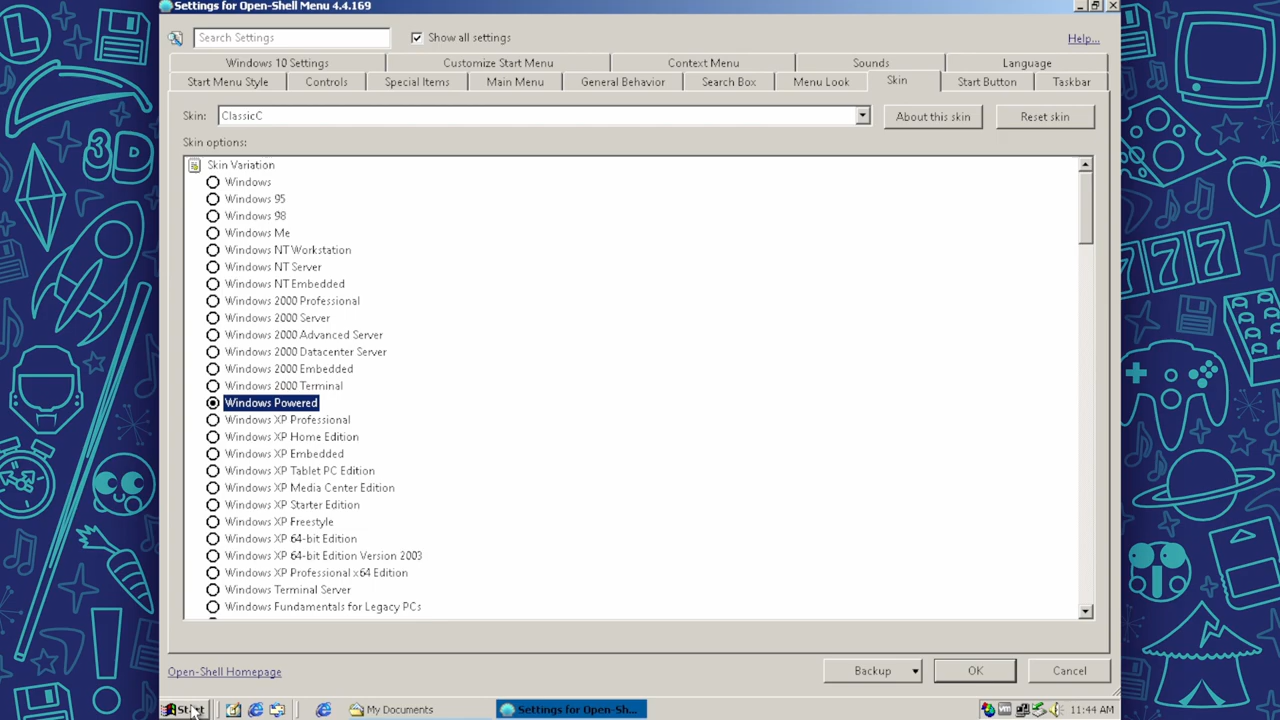 Settings for Open-Shell Menu 4.4.169
Search Settings
Show all settings
Help...
Windows 10 Settings
Customize Start Menu
Context Menu
Sounds
Language
Start Menu Style
Controls
Special Items
Main Menu
General Behavior
Search Box
Menu Look
Skin
Start Button
Taskbar
Skin:
ClassicC
About this skin
Reset skin
Skin options:
Skin Variation
Windows
Windows 95
Windows 98
Windows Me
Windows NT Workstation
Windows NT Server
Windows NT Embedded
Windows 2000 Professional
Windows 2000 Server
Windows 2000 Advanced Server
Windows 2000 Datacenter Server
Windows 2000 Embedded
Windows 2000 Terminal
Windows Powered
Windows XP Professional
Windows XP Home Edition
Windows XP Embedded
Windows XP Tablet PC Edition
Windows XP Media Center Edition
Windows XP Starter Edition
Windows XP Freestyle
Windows XP 64-bit Edition
Windows XP 64-bit Edition Version 2003
Windows XP Professional x64 Edition
Windows Terminal Server
Windows Fundamentals for Legacy PCs
Open-Shell Homepage
Backup
OK
Cancel
Start
My Documents
Settings for Open-Sh...
11:44 AM
3D
L
777